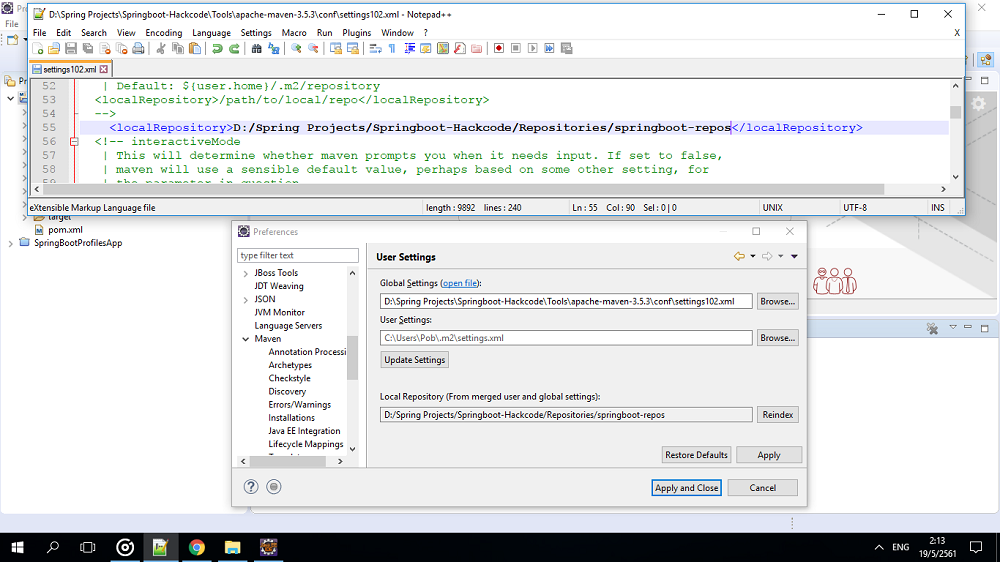 D:\Spring Projects\Springboot-Hackcode\Tools\apache-maven-3.5.3\conf\settings102.xml - Notepad++
File Edit Search View Encoding Language Settings Macro Run Plugins Window ? X
settings102.xml
52 | Default: ${user.home}/.m2/repository
53 <localRepository>/path/to/local/repo</localRepository>
54 -->
55 <localRepository>D:/Spring Projects/Springboot-Hackcode/Repositories/springboot-repos</localRepository>
56 <!-- interactiveMode
57 | This will determine whether maven prompts you when it needs input. If set to false,
58 | maven will use a sensible default value, perhaps based on some other setting, for
59 | the parameter in question.
eXtensible Markup Language file length : 9892 lines : 240 Ln : 55 Col : 90 Sel : 0 | 0 UNIX UTF-8 INS
File
target
pom.xml
SpringBootProfilesApp
Preferences
type filter text
JBoss Tools
JDT Weaving
JSON
JVM Monitor
Language Servers
Maven
Annotation Processi
Archetypes
Checkstyle
Discovery
Errors/Warnings
Installations
Java EE Integration
Lifecycle Mappings
User Settings
Global Settings (open file):
D:\Spring Projects\Springboot-Hackcode\Tools\apache-maven-3.5.3\conf\settings102.xml Browse...
User Settings:
C:\Users\Pob\.m2\settings.xml Browse...
Update Settings
Local Repository (From merged user and global settings):
D:/Spring Projects/Springboot-Hackcode/Repositories/springboot-repos Reindex
Restore Defaults Apply
Apply and Close Cancel
ENG
2:13
19/5/2561